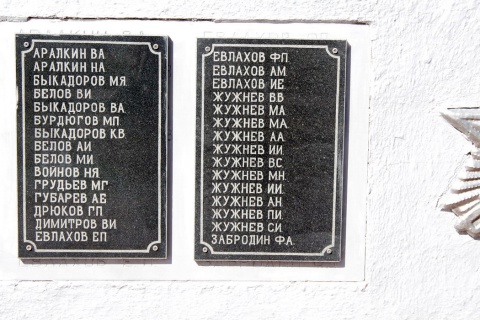 АРАЛКИН ВА
АРАЛКИН НА
БЫКАДОРОВ МЯ
БЕЛОВ ВИ
БЫКАДОРОВ ВА
БУРДЮГОВ МП
БЫКАДОРОВ КВ
БЕЛОВ АИ
БЕЛОВ МИ
ВОЙНОВ НЯ
ГРУДЬЕВ МГ
ГУБАРЕВ АЕ
ДРЮКОВ ГП
ДИМИТРОВ ВИ
ЕВЛАХОВ ЕП
ЕВЛАХОВ ФП
ЕВЛАХОВ АМ
ЕВЛАХОВ ИЕ
ЖУЖНЕВ ВВ
ЖУЖНЕВ МА
ЖУЖНЕВ МА
ЖУЖНЕВ АА
ЖУЖНЕВ ИИ
ЖУЖНЕВ ВС
ЖУЖНЕВ МН
ЖУЖНЕВ ИИ
ЖУЖНЕВ АН
ЖУЖНЕВ ПИ
ЖУЖНЕВ СИ
ЗАБРОДИН ФА